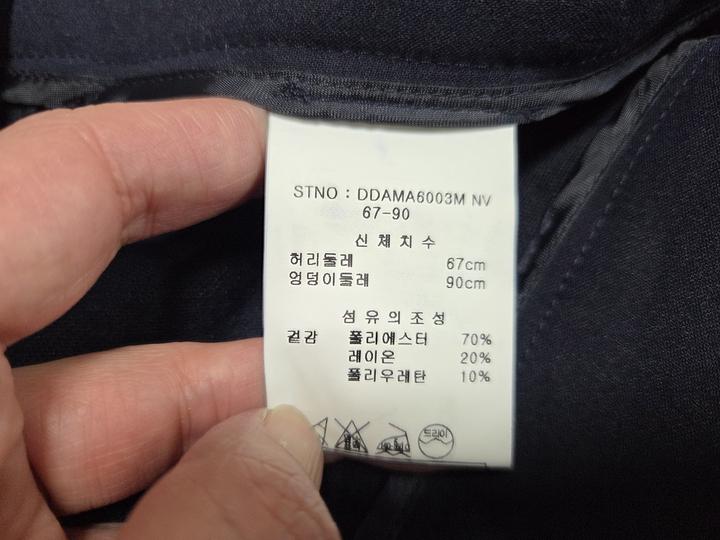 STNO : DDAMA6003M NV
67-90
신체치수
허리둘레 67cm
엉덩이둘레 90cm
섬유의조성
겉감 폴리에스터 70%
레이온 20%
폴리우레탄 10%
드라이